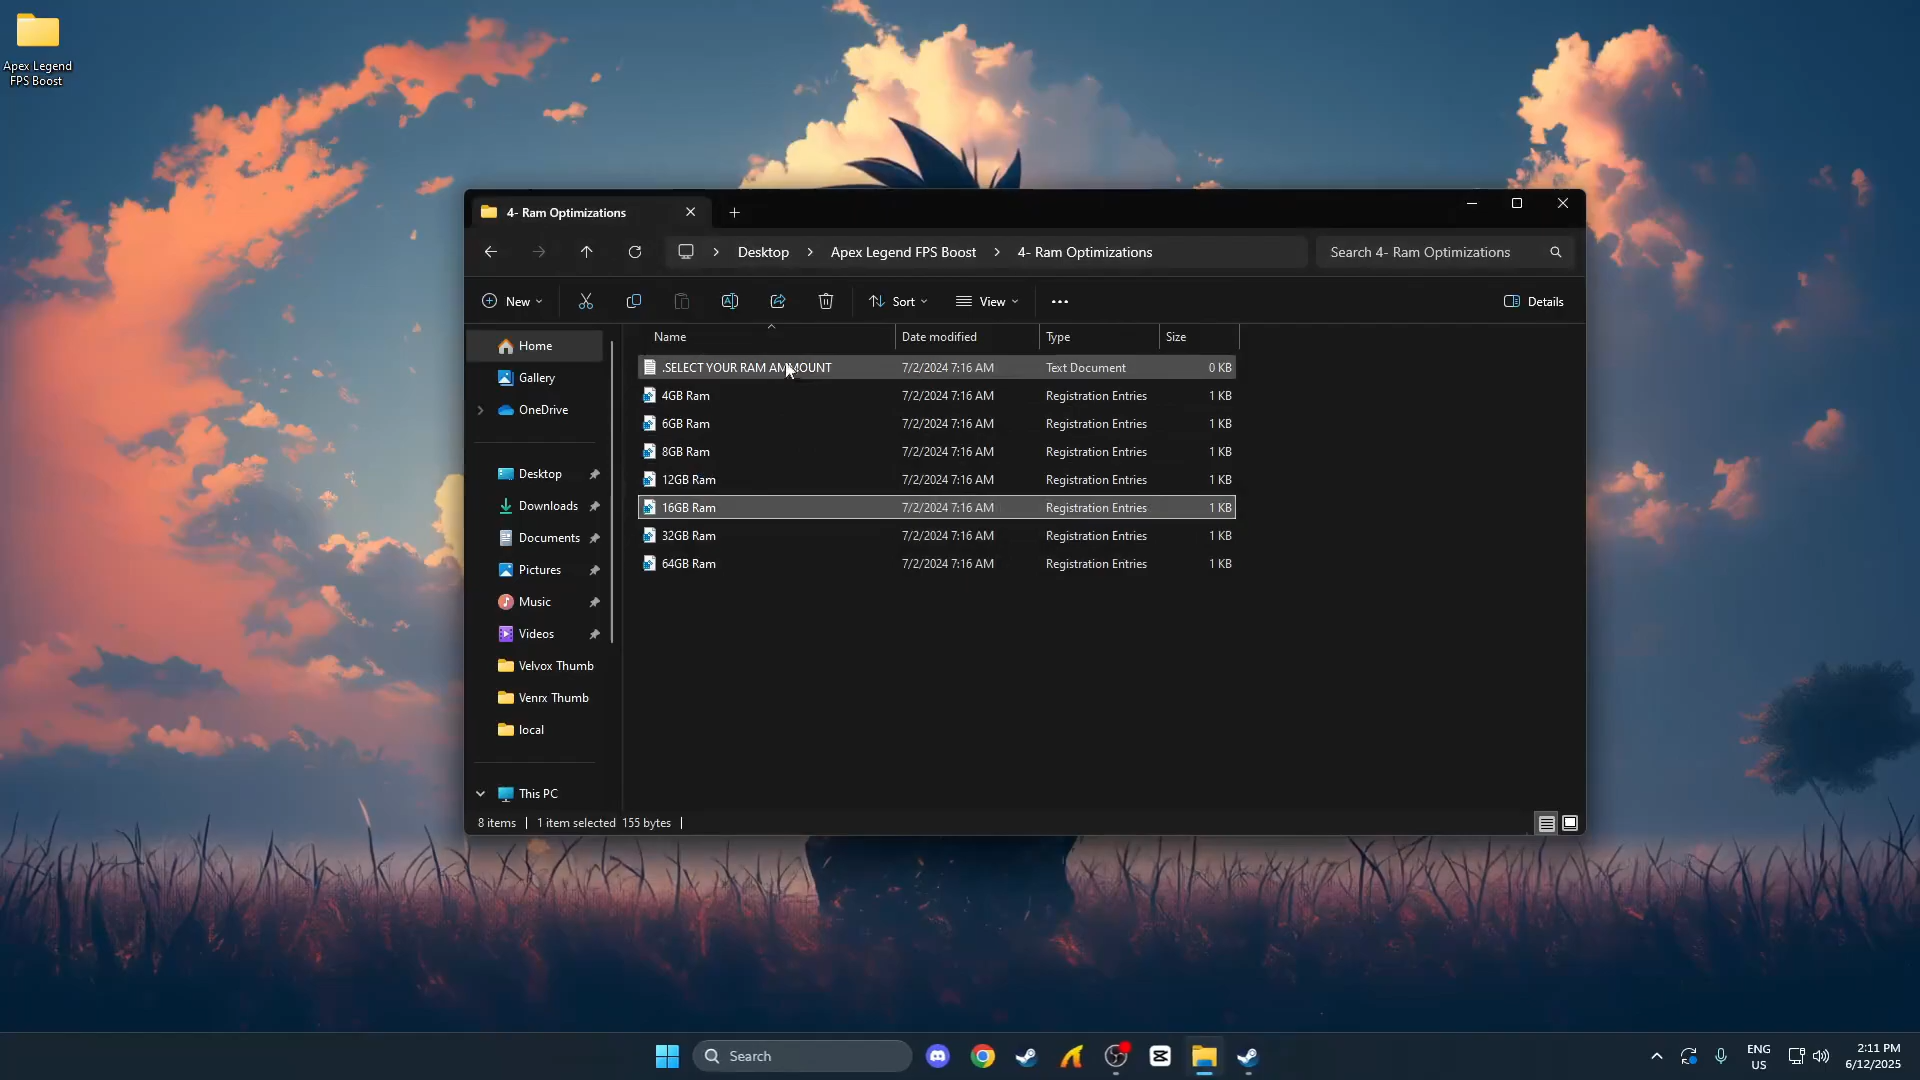 Apex Legend
FPS Boost
4- Ram Optimizations
Desktop
Apex Legend FPS Boost
4- Ram Optimizations
Search 4- Ram Optimizations
New
Sort
View
Details
Home
Gallery
OneDrive
Desktop
Downloads
Documents
Pictures
Music
Videos
Velvox Thumb
Venrx Thumb
local
This PC
Name Date modified Type Size
.SELECT YOUR RAM AMMOUNT 7/2/2024 7:16 AM Text Document 0 KB
4GB Ram 7/2/2024 7:16 AM Registration Entries 1 KB
6GB Ram 7/2/2024 7:16 AM Registration Entries 1 KB
8GB Ram 7/2/2024 7:16 AM Registration Entries 1 KB
12GB Ram 7/2/2024 7:16 AM Registration Entries 1 KB
16GB Ram 7/2/2024 7:16 AM Registration Entries 1 KB
32GB Ram 7/2/2024 7:16 AM Registration Entries 1 KB
64GB Ram 7/2/2024 7:16 AM Registration Entries 1 KB
8 items 1 item selected 155 bytes
Search
ENG
US
2:11 PM
6/12/2025